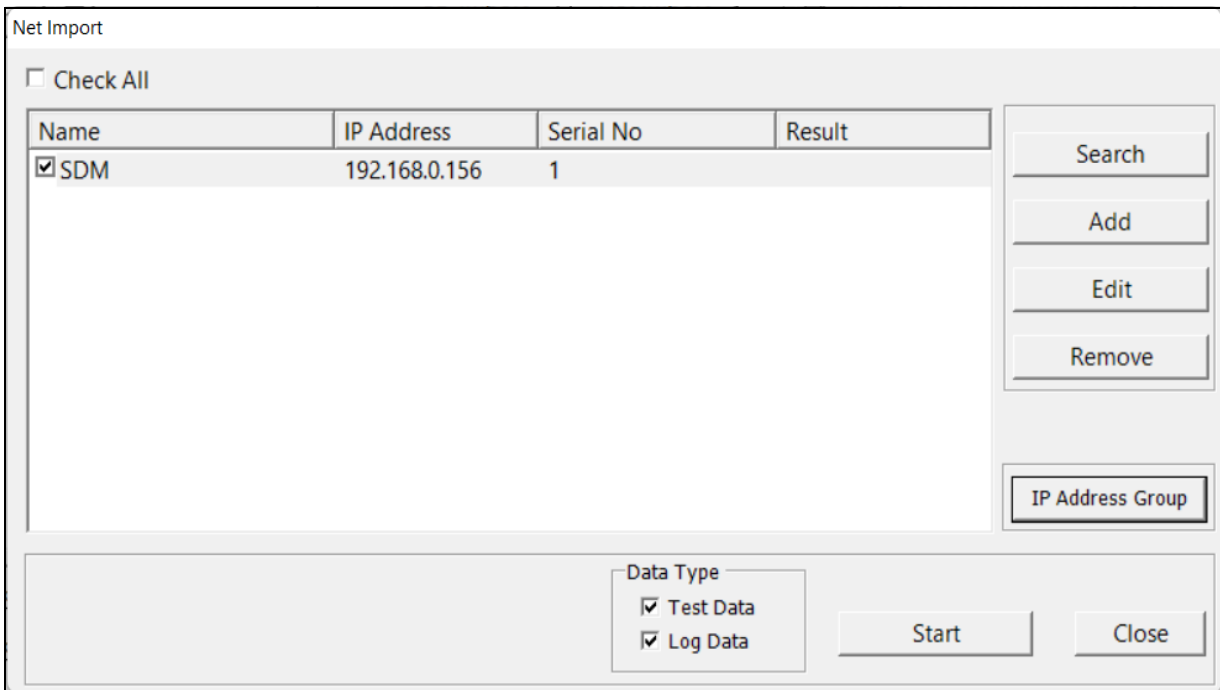 Net Import
Check All
Name IP Address Serial No Result
SDM 192.168.0.156 1
Search
Add
Edit
Remove
IP Address Group
Data Type
Test Data
Log Data
Start Close